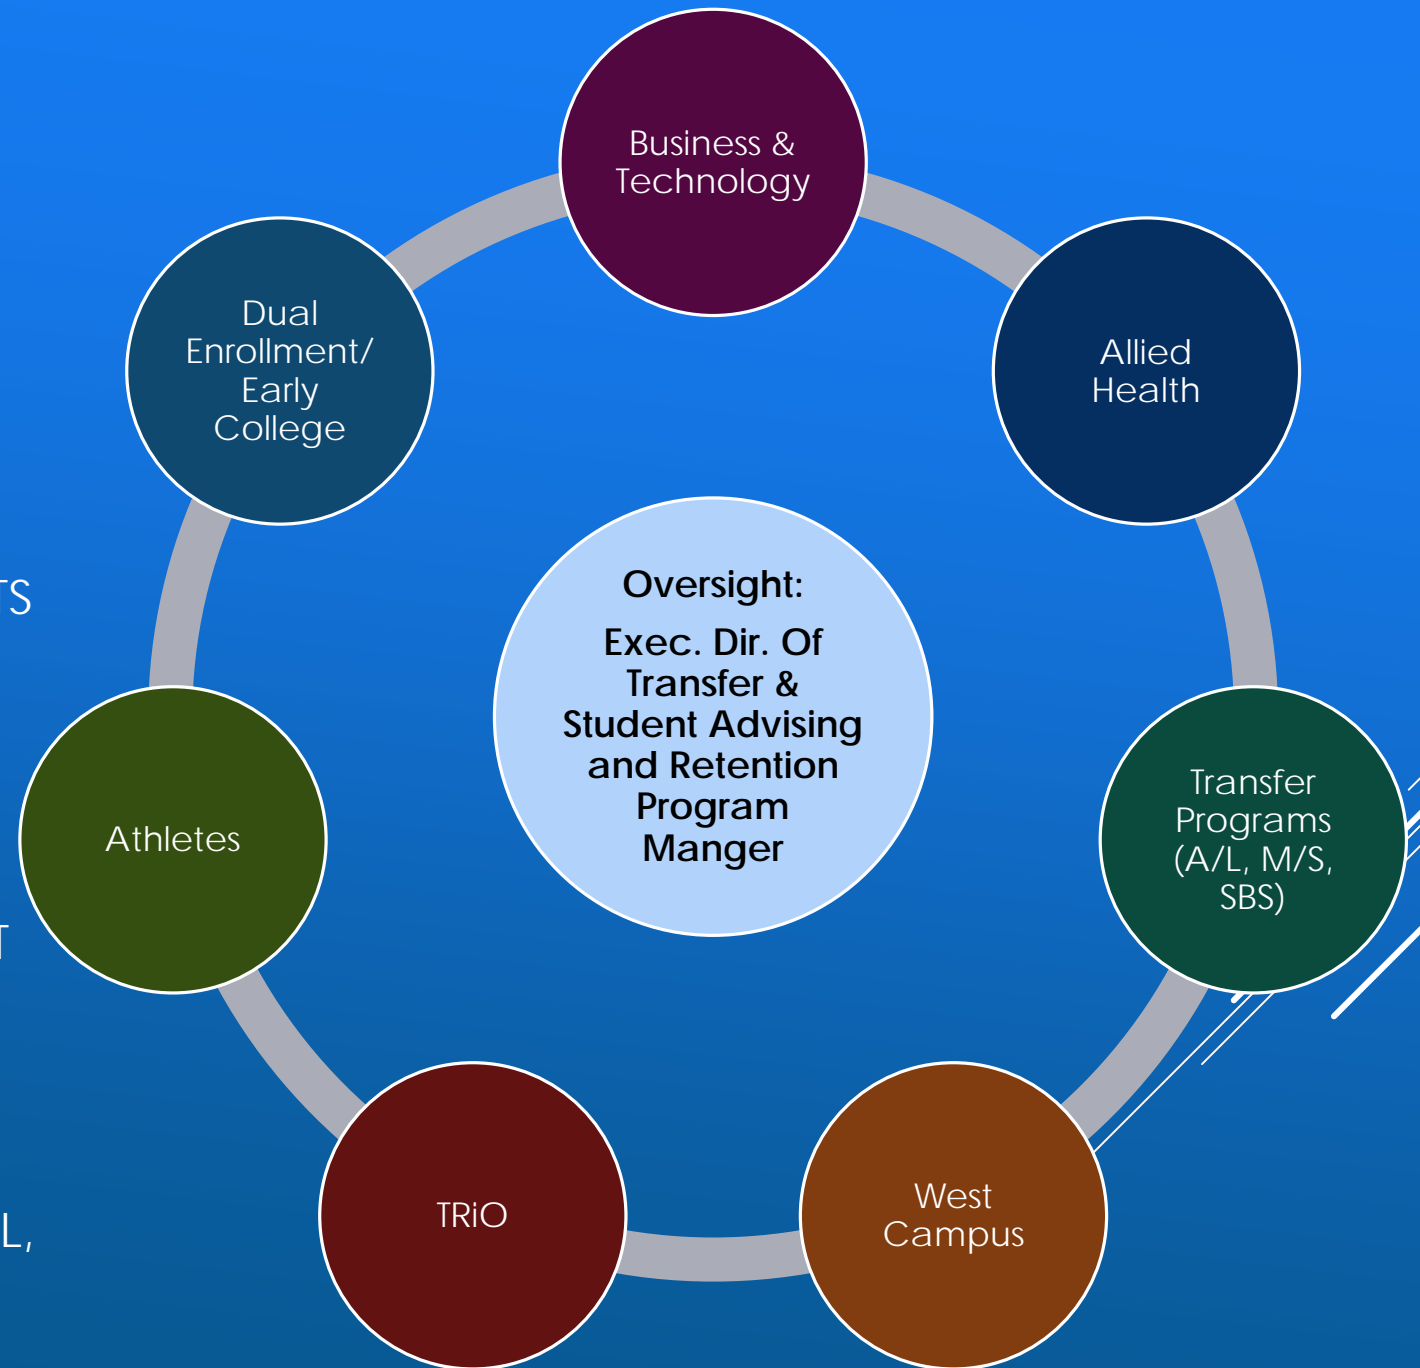 Business &
Technology
Allied
Health
Transfer
Programs
(A/L, M/S,
SBS)
West
Campus
TRiO
Athletes
Dual
Enrollment/
Early
College
Oversight:
Exec. Dir. Of
Transfer &
Student Advising
and Retention
Program
Manger
TS
T
L,